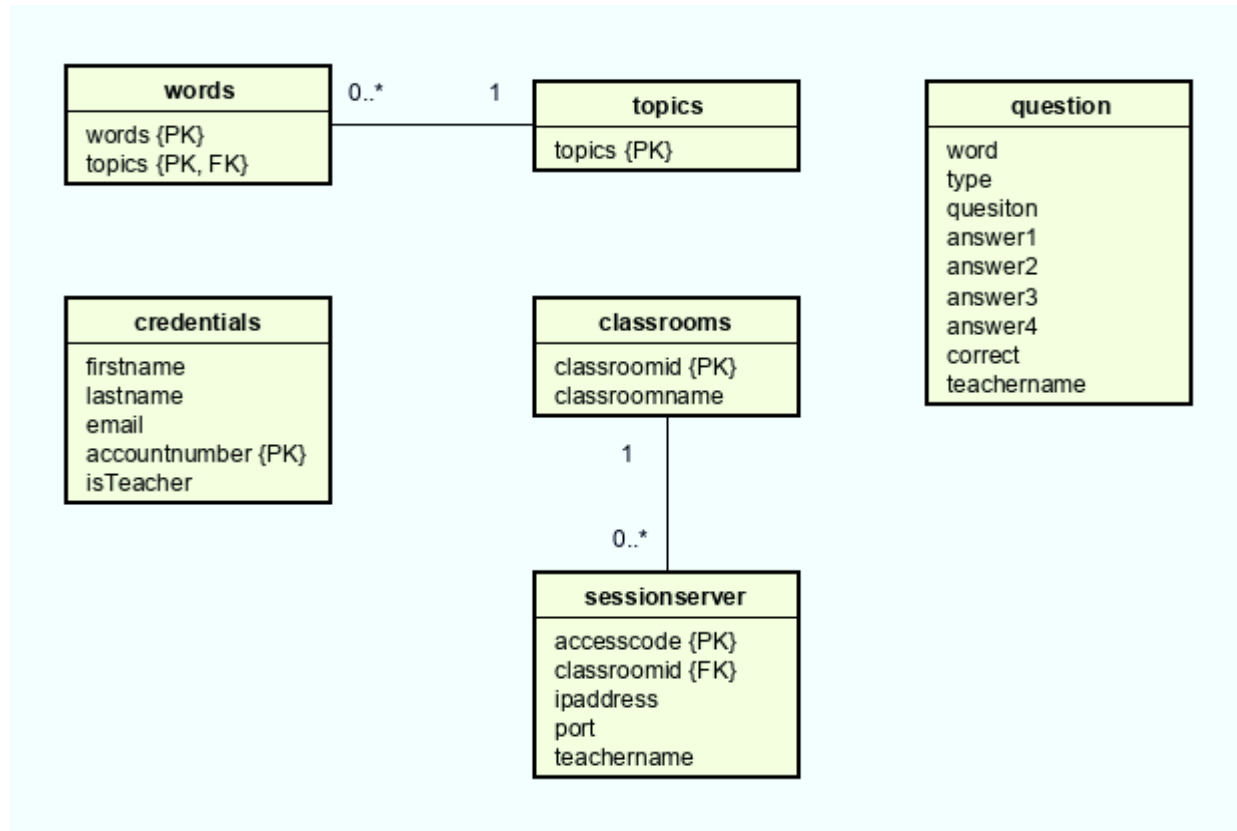 words
words {PK}
topics {PK, FK}
0..*
1
topics
topics {PK}
question
word
type
quesiton
answer1
answer2
answer3
answer4
correct
teachername
credentials
firstname
lastname
email
accountnumber {PK}
isTeacher
classrooms
classroomid {PK}
classroomname
1
0..*
sessionserver
accesscode {PK}
classroomid {FK}
ipaddress
port
teachername